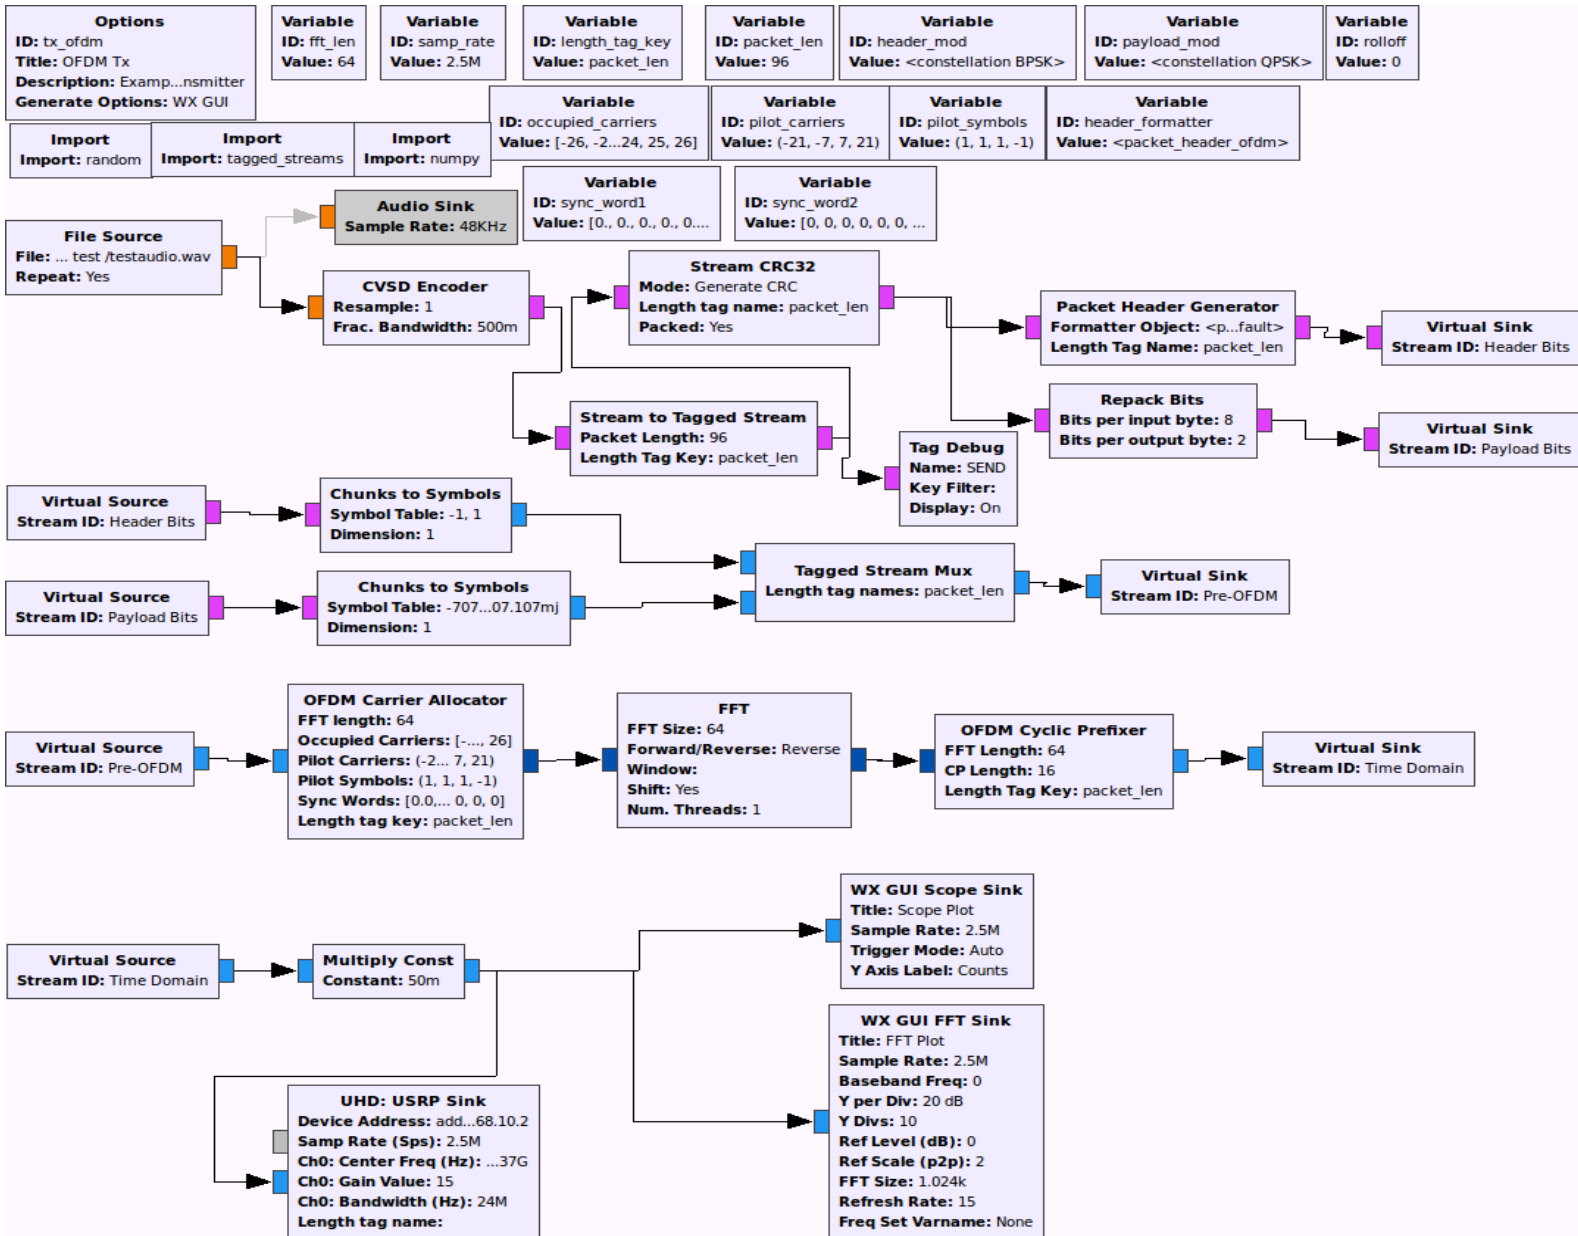 Options
ID: tx_ofdm
Title: OFDM Tx
Description: Examp...nsmitter
Generate Options: WX GUI
Variable
ID: fft_len
Value: 64
Variable
ID: samp_rate
Value: 2.5M
Variable
ID: length_tag_key
Value: packet_len
Variable
ID: packet_len
Value: 96
Variable
ID: header_mod
Value: <constellation BPSK>
Variable
ID: payload_mod
Value: <constellation QPSK>
Variable
ID: rolloff
Value: 0
Import
Import: random
Import
Import: tagged_streams
Import
Import: numpy
Variable
ID: occupied_carriers
Value: [-26, -2...24, 25, 26]
Variable
ID: pilot_carriers
Value: (-21, -7, 7, 21)
Variable
ID: pilot_symbols
Value: (1, 1, 1, -1)
Variable
ID: header_formatter
Value: <packet_header_ofdm>
Variable
ID: sync_word1
Value: [0., 0., 0., 0., 0....
Variable
ID: sync_word2
Value: [0, 0, 0, 0, 0, 0, ...
Audio Sink
Sample Rate: 48KHz
File Source
File: ... test /testaudio.wav
Repeat: Yes
CVSD Encoder
Resample: 1
Frac. Bandwidth: 500m
Stream CRC32
Mode: Generate CRC
Length tag name: packet_len
Packed: Yes
Packet Header Generator
Formatter Object: <p...fault>
Length Tag Name: packet_len
Virtual Sink
Stream ID: Header Bits
Stream to Tagged Stream
Packet Length: 96
Length Tag Key: packet_len
Repack Bits
Bits per input byte: 8
Bits per output byte: 2
Virtual Sink
Stream ID: Payload Bits
Tag Debug
Name: SEND
Key Filter:
Display: On
Virtual Source
Stream ID: Header Bits
Chunks to Symbols
Symbol Table: -1, 1
Dimension: 1
Virtual Source
Stream ID: Payload Bits
Chunks to Symbols
Symbol Table: -707...07.107mj
Dimension: 1
Tagged Stream Mux
Length tag names: packet_len
Virtual Sink
Stream ID: Pre-OFDM
Virtual Source
Stream ID: Pre-OFDM
OFDM Carrier Allocator
FFT length: 64
Occupied Carriers: [-..., 26]
Pilot Carriers: (-2... 7, 21)
Pilot Symbols: (1, 1, 1, -1)
Sync Words: [0.0,... 0, 0, 0]
Length tag key: packet_len
FFT
FFT Size: 64
Forward/Reverse: Reverse
Window:
Shift: Yes
Num. Threads: 1
OFDM Cyclic Prefixer
FFT Length: 64
CP Length: 16
Length Tag Key: packet_len
Virtual Sink
Stream ID: Time Domain
Virtual Source
Stream ID: Time Domain
Multiply Const
Constant: 50m
WX GUI Scope Sink
Title: Scope Plot
Sample Rate: 2.5M
Trigger Mode: Auto
Y Axis Label: Counts
UHD: USRP Sink
Device Address: add...68.10.2
Samp Rate (Sps): 2.5M
Ch0: Center Freq (Hz): ...37G
Ch0: Gain Value: 15
Ch0: Bandwidth (Hz): 24M
Length tag name:
WX GUI FFT Sink
Title: FFT Plot
Sample Rate: 2.5M
Baseband Freq: 0
Y per Div: 20 dB
Y Divs: 10
Ref Level (dB): 0
Ref Scale (p2p): 2
FFT Size: 1.024k
Refresh Rate: 15
Freq Set Varname: None